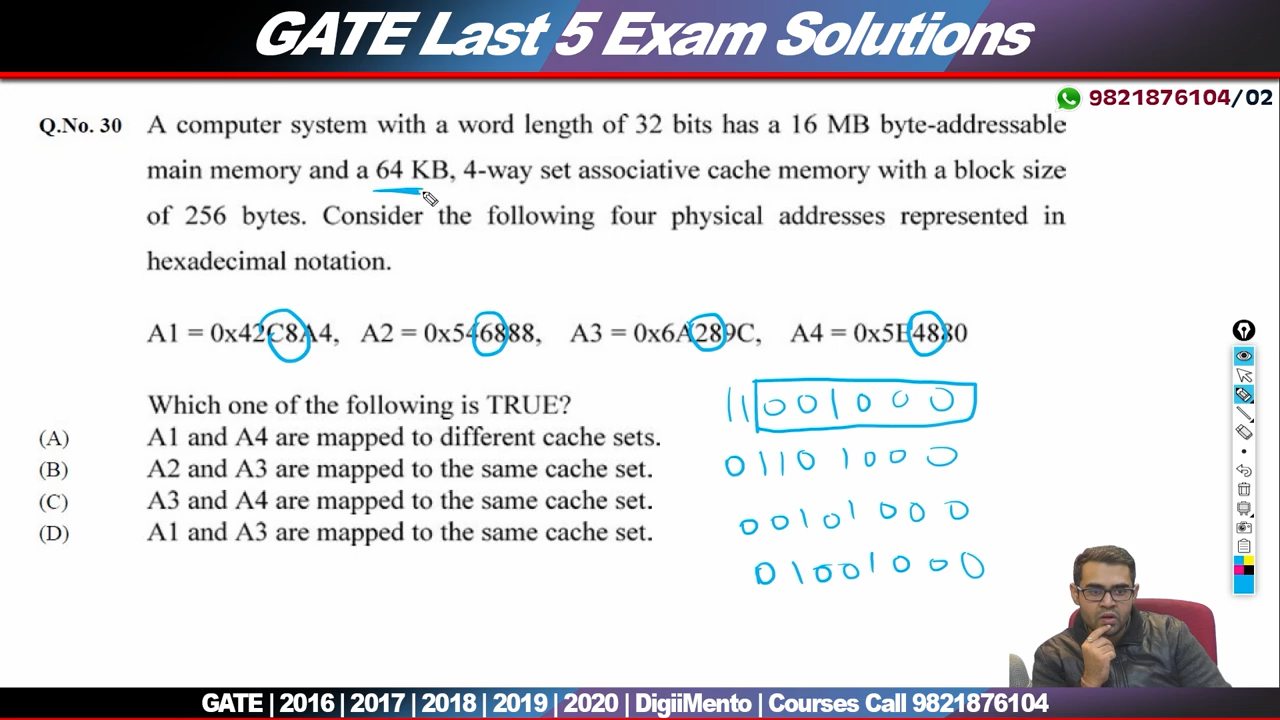 GATE Last 5 Exam Solutions
9821876104/02
Q.No. 30 A computer system with a word length of 32 bits has a 16 MB byte-addressable
main memory and a 64 KB, 4-way set associative cache memory with a block size
of 256 bytes. Consider the following four physical addresses represented in
hexadecimal notation.
A1 = 0x42C8A4, A2 = 0x546888, A3 = 0x6A289C, A4 = 0x5E4880
Which one of the following is TRUE?
(A) A1 and A4 are mapped to different cache sets.
(B) A2 and A3 are mapped to the same cache set.
(C) A3 and A4 are mapped to the same cache set.
(D) A1 and A3 are mapped to the same cache set.
11001000
01101000
00101000
01001000
GATE | 2016 | 2017 | 2018 | 2019 | 2020 | DigiiMento | Courses Call 9821876104